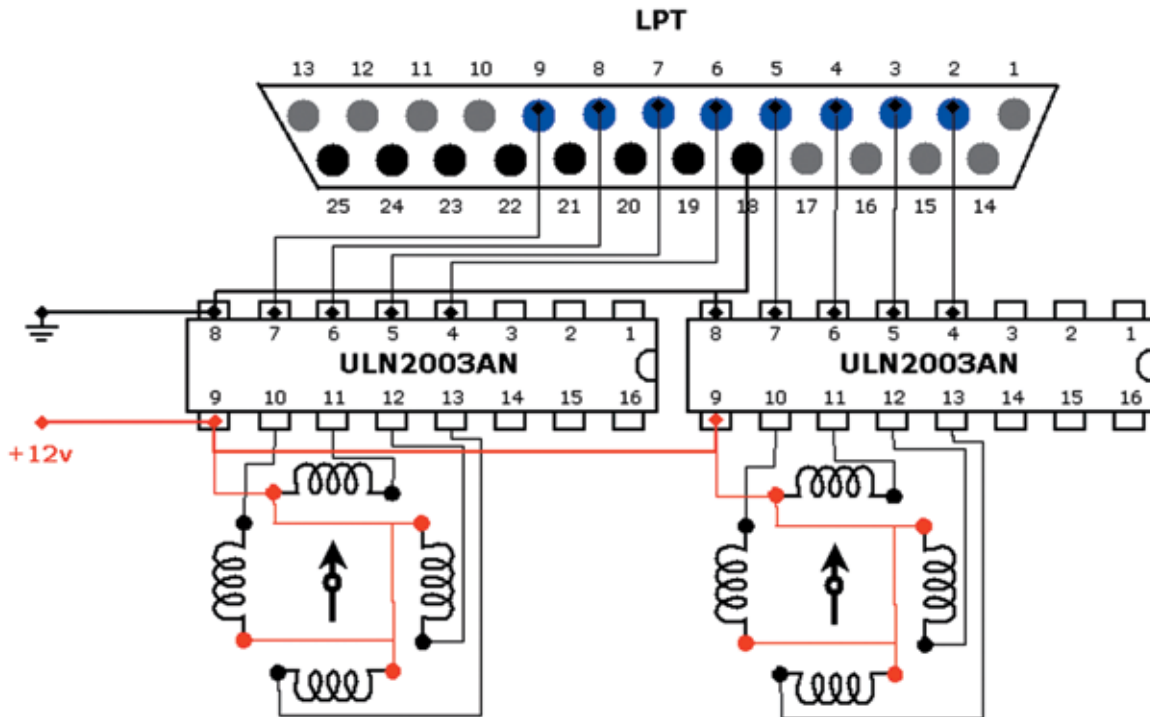 LPT
13 12 11 10 9 8 7 6 5 4 3 2 1
25 24 23 22 21 20 19 18 17 16 15 14
8 7 6 5 4 3 2 1 8 7 6 5 4 3 2 1
ULN2003AN ULN2003AN
9 10 11 12 13 14 15 16 9 10 11 12 13 14 15 16
+12v